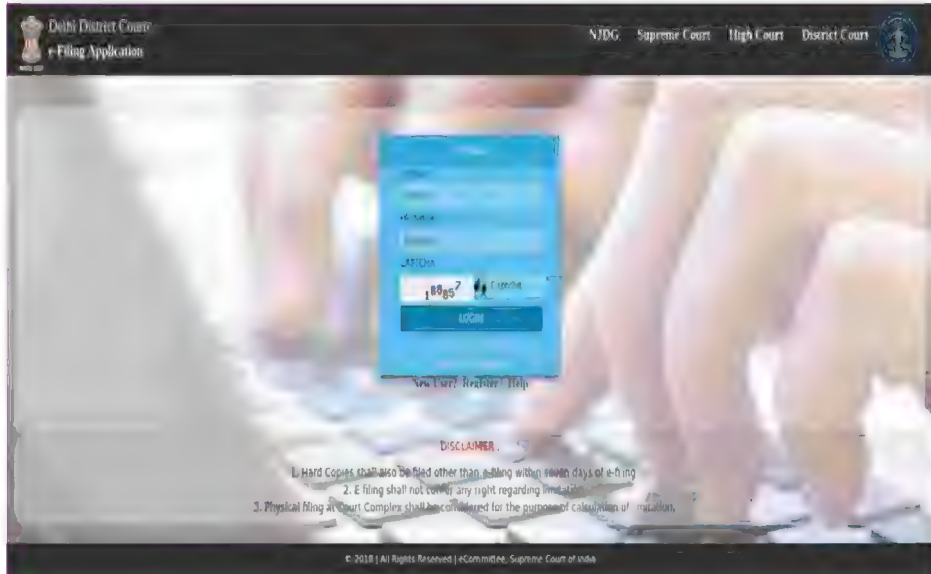 Delhi District Court
e-Filing Application
NJDG Supreme Court High Court District Court
CAPTCHA
LOGIN
New User? Register Help
DISCLAIMER :
1. Hard Copies shall also be filed other than e-filing within seven days of e-filing
2. E filing shall not confer any right regarding limitation
3. Physical filing at Court Complex shall be considered for the purpose of calculation of limitation.
© 2018 | All Rights Reserved | eCommittee, Supreme Court of India